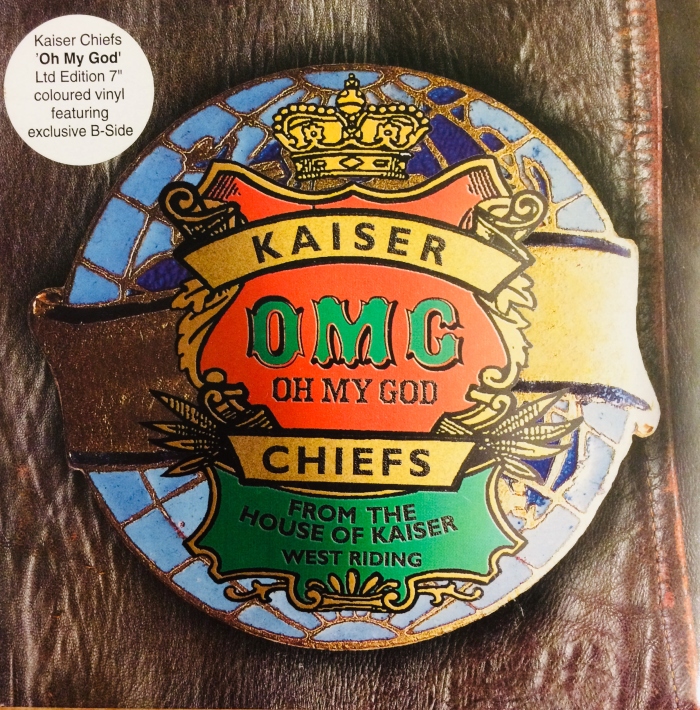 Kaiser Chiefs
'Oh My God'
Ltd Edition 7"
coloured vinyl
featuring
exclusive B-Side
KAISER
OMG
OH MY GOD
CHIEFS
FROM THE
HOUSE OF KAISER
WEST RIDING